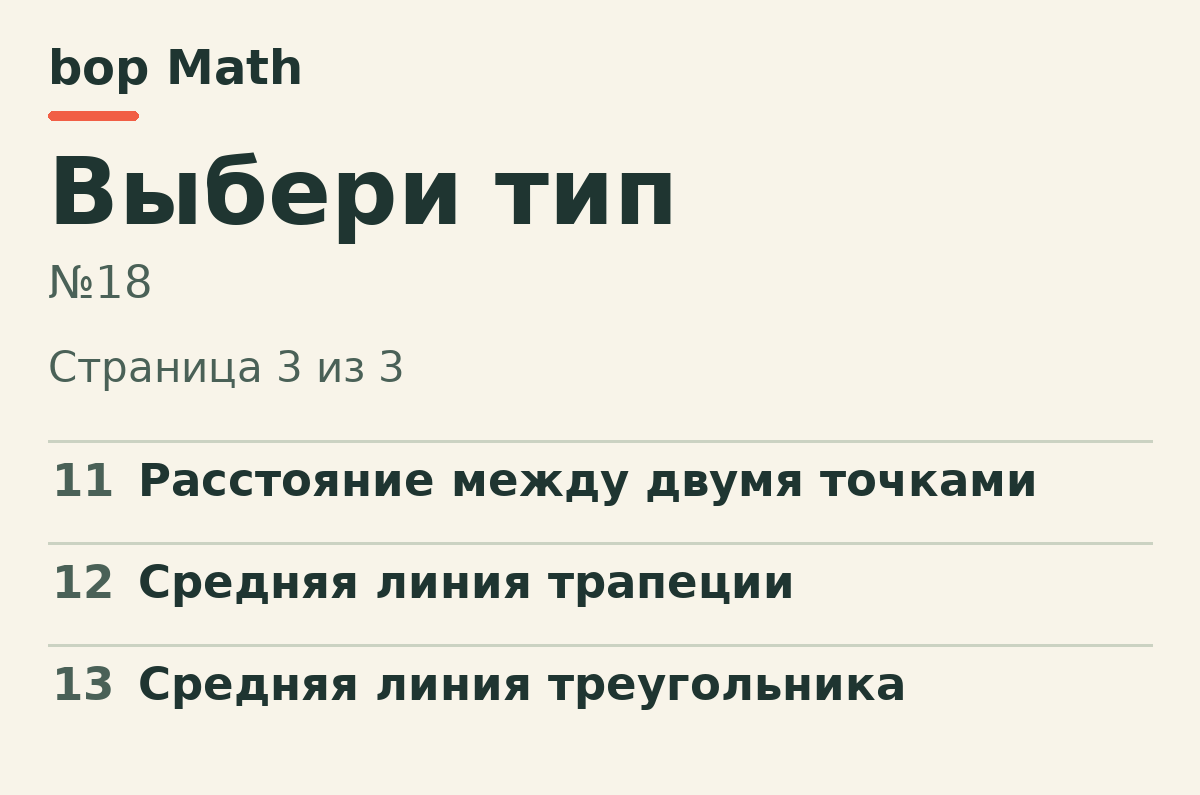 bop Math
Выбери тип
№18
Страница 3 из 3
11 Расстояние между двумя точками
12 Средняя линия трапеции
13 Средняя линия треугольника